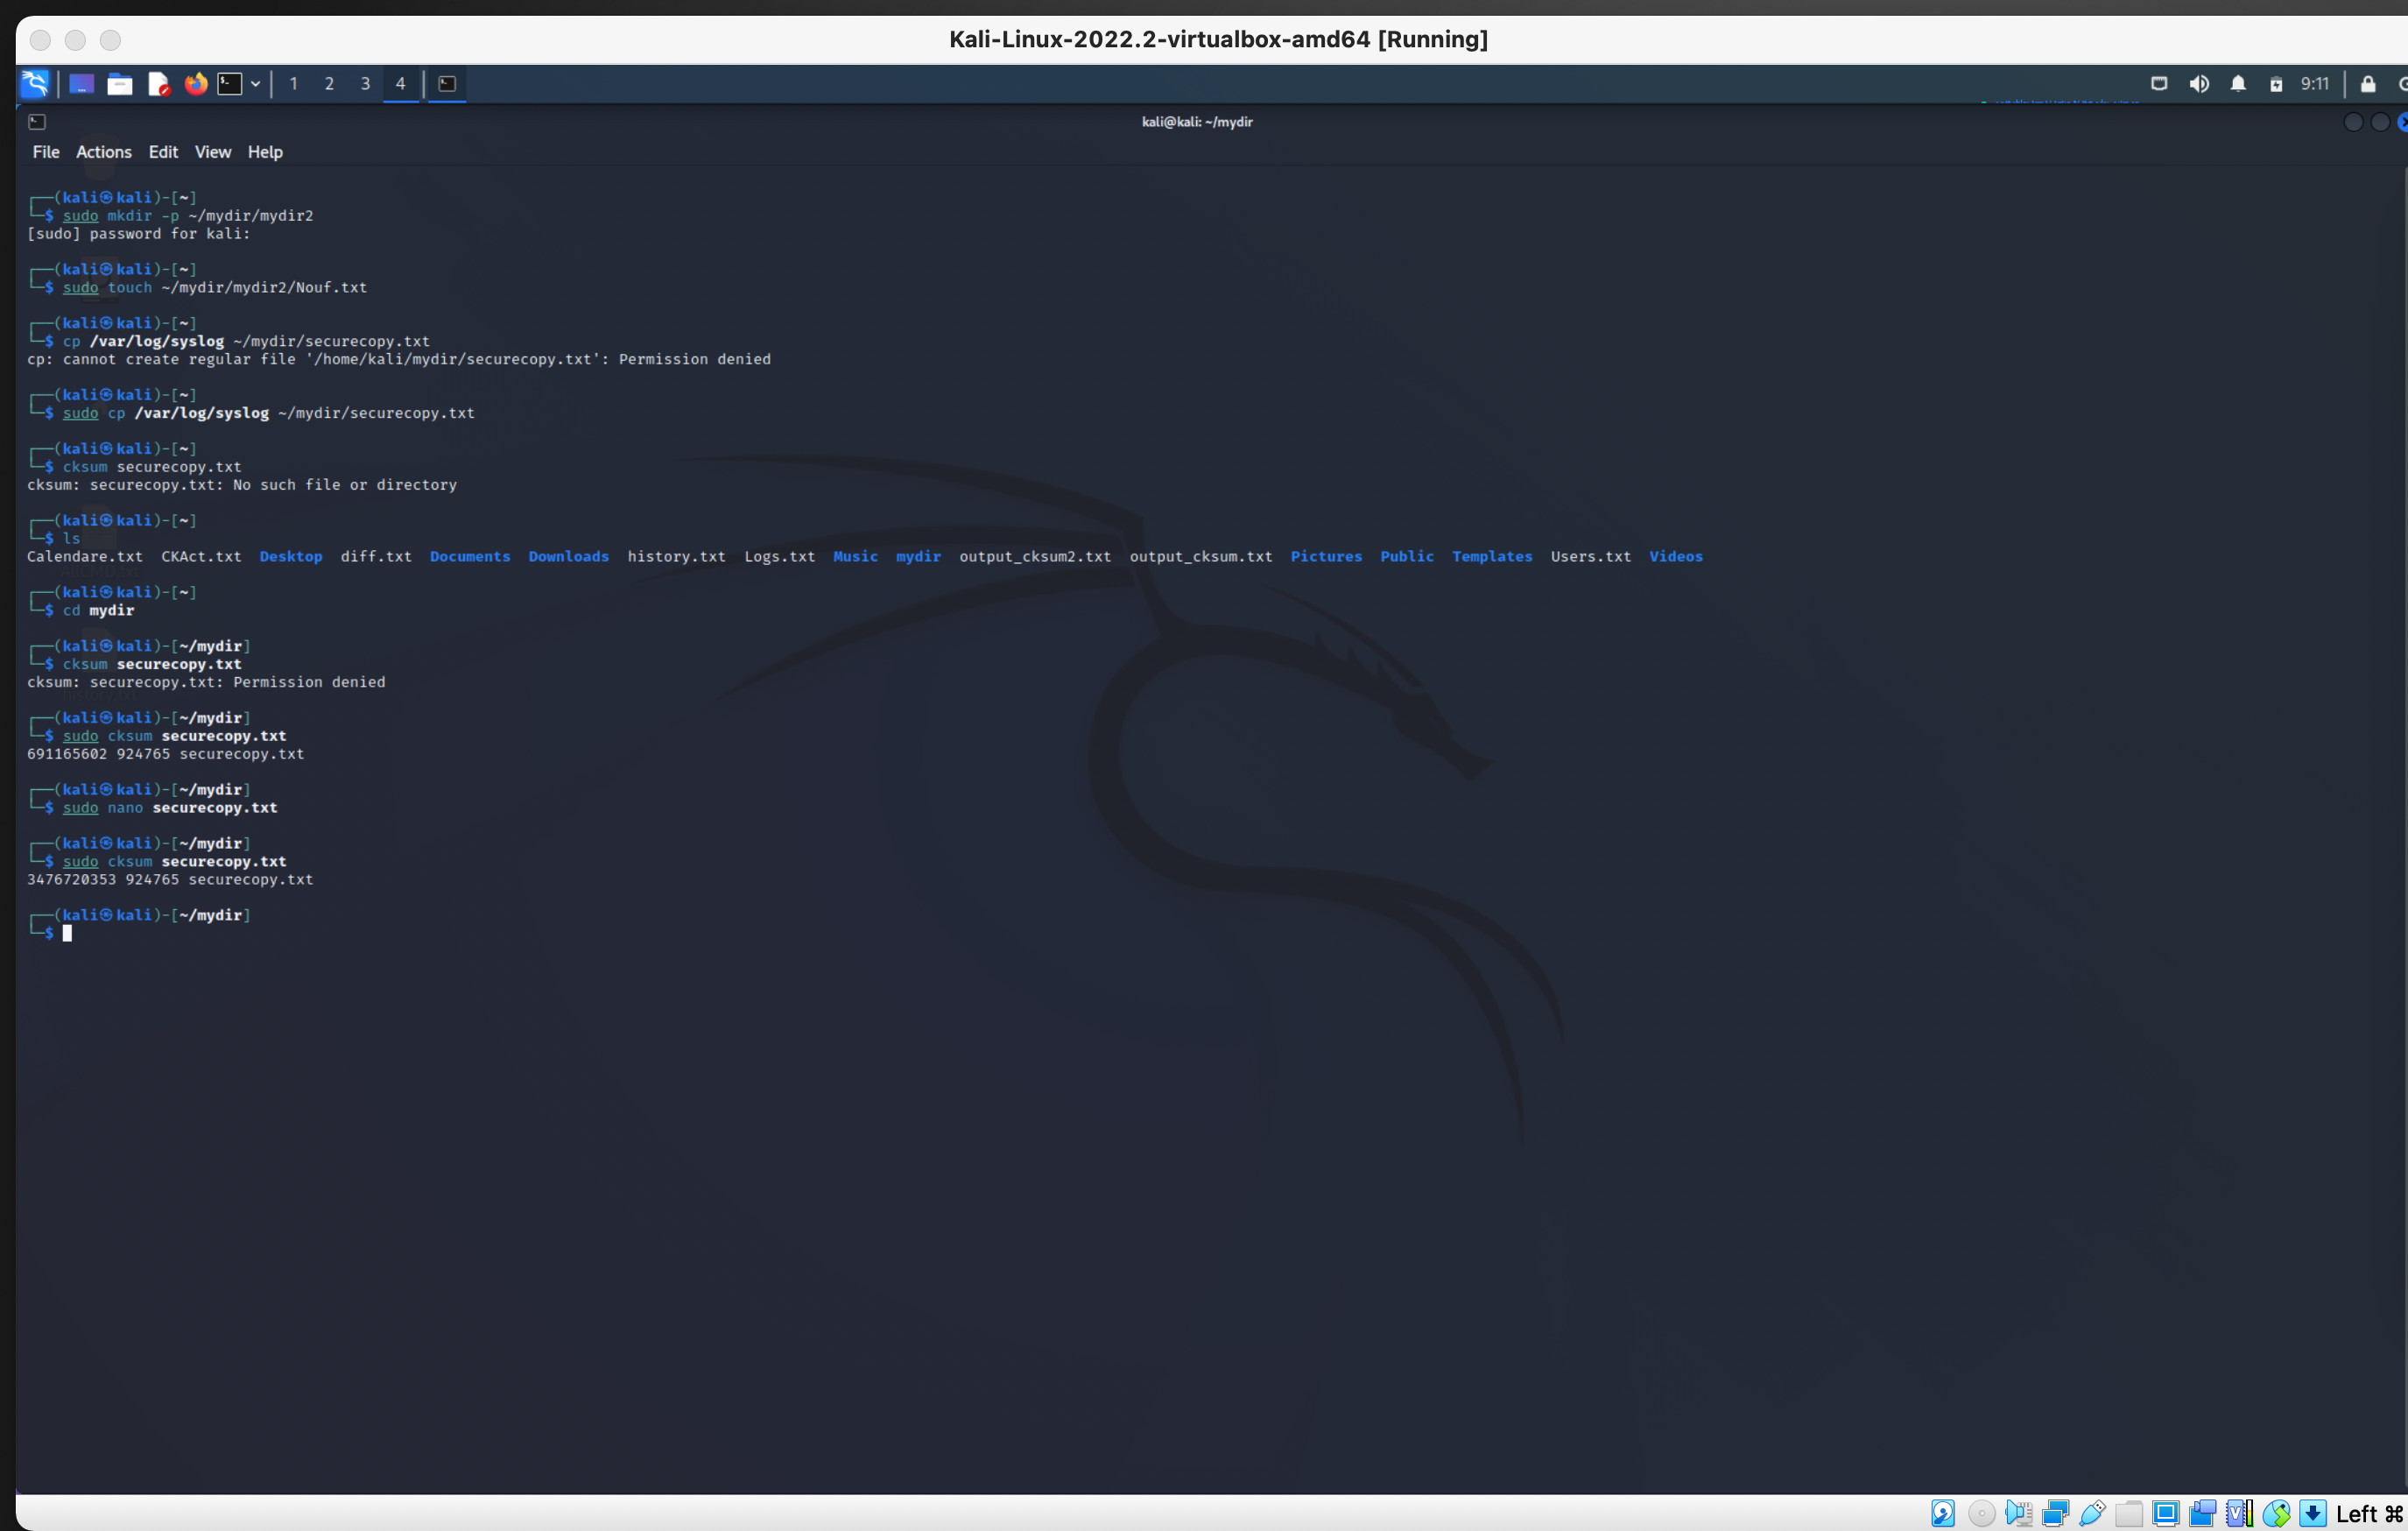 Kali-Linux-2022.2-virtualbox-amd64 [Running]
1 2 3 4 9:11
kali@kali: ~/mydir
File Actions Edit View Help
┌──(kali㉿kali)-[~]
└─$ sudo mkdir -p ~/mydir/mydir2
[sudo] password for kali:
┌──(kali㉿kali)-[~]
└─$ sudo touch ~/mydir/mydir2/Nouf.txt
┌──(kali㉿kali)-[~]
└─$ cp /var/log/syslog ~/mydir/securecopy.txt
cp: cannot create regular file '/home/kali/mydir/securecopy.txt': Permission denied
┌──(kali㉿kali)-[~]
└─$ sudo cp /var/log/syslog ~/mydir/securecopy.txt
┌──(kali㉿kali)-[~]
└─$ cksum securecopy.txt
cksum: securecopy.txt: No such file or directory
┌──(kali㉿kali)-[~]
└─$ ls
Calendare.txt CKAct.txt Desktop diff.txt Documents Downloads history.txt Logs.txt Music mydir output_cksum2.txt output_cksum.txt Pictures Public Templates Users.txt Videos
┌──(kali㉿kali)-[~]
└─$ cd mydir
┌──(kali㉿kali)-[~/mydir]
└─$ cksum securecopy.txt
cksum: securecopy.txt: Permission denied
┌──(kali㉿kali)-[~/mydir]
└─$ sudo cksum securecopy.txt
691165602 924765 securecopy.txt
┌──(kali㉿kali)-[~/mydir]
└─$ sudo nano securecopy.txt
┌──(kali㉿kali)-[~/mydir]
└─$ sudo cksum securecopy.txt
3476720353 924765 securecopy.txt
┌──(kali㉿kali)-[~/mydir]
└─$
Left ⌘